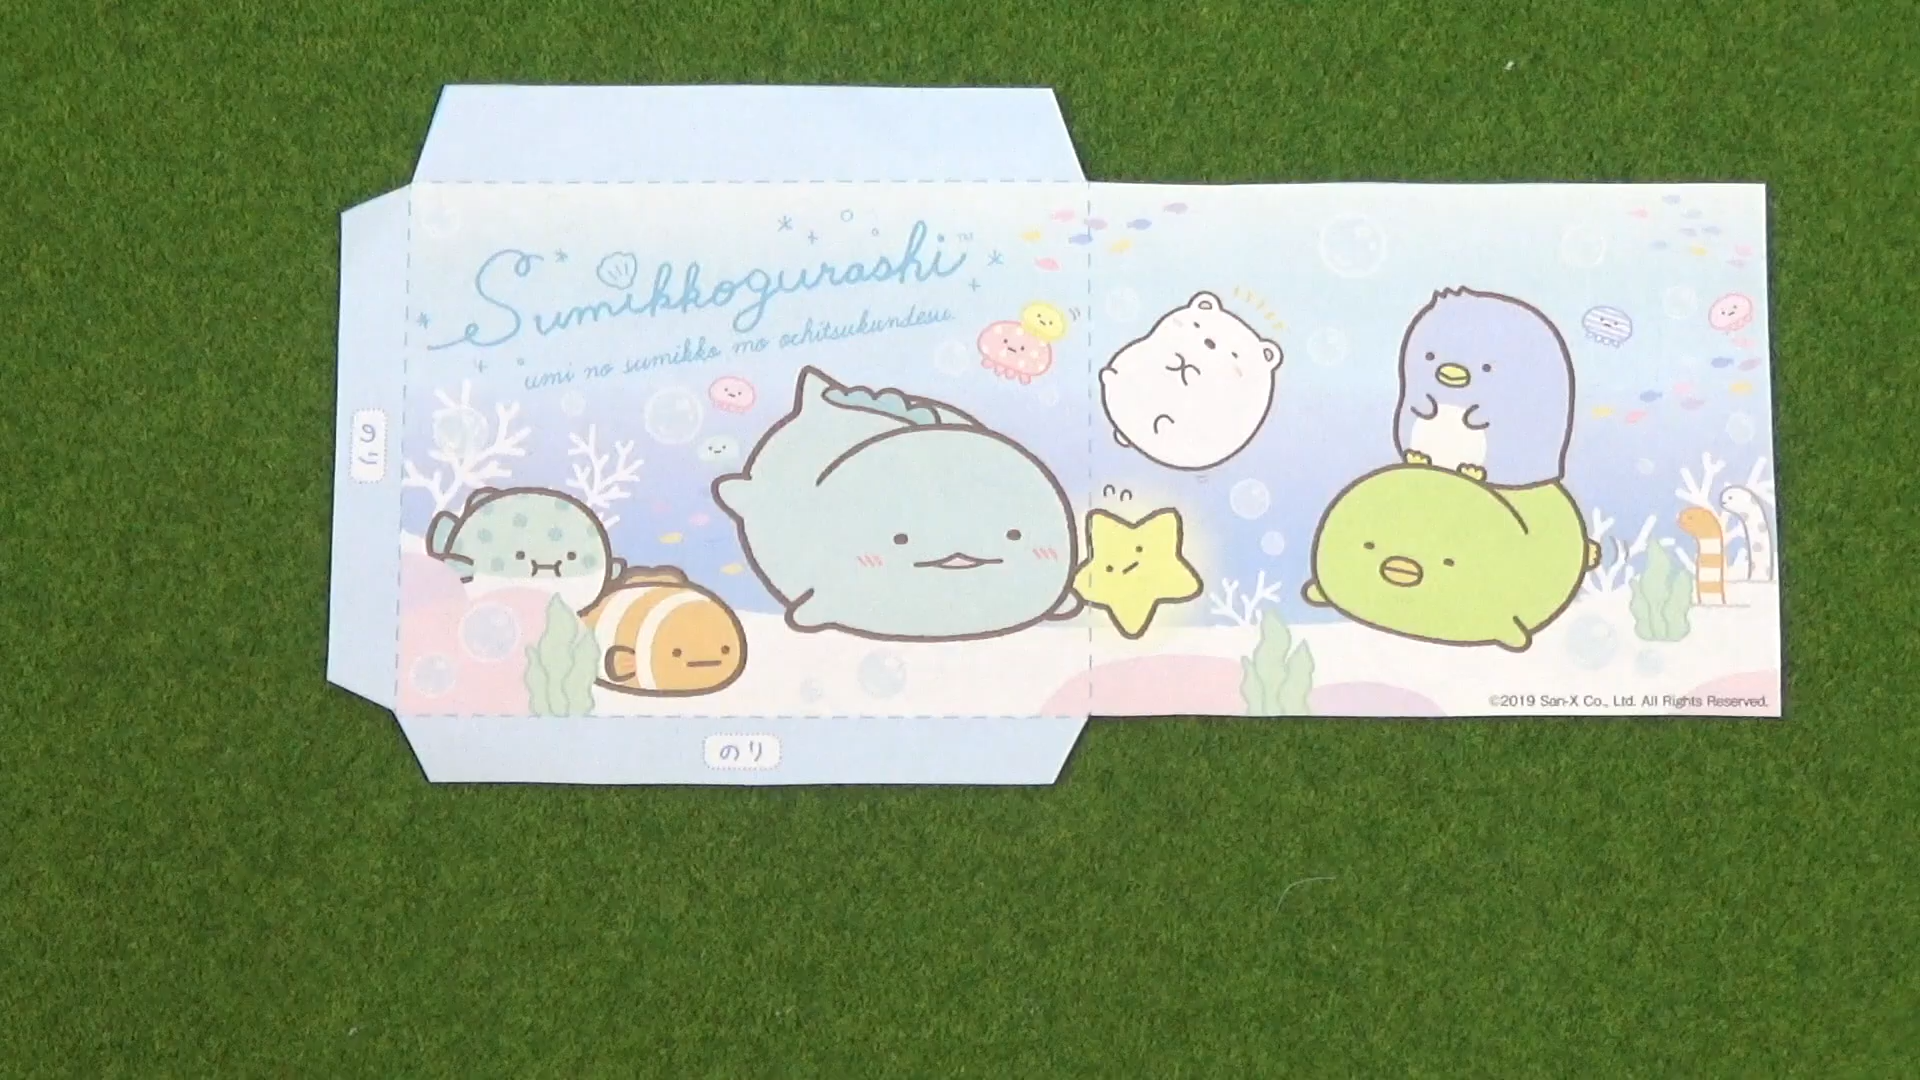 Sumikkogurashi™
umi no sumikko mo ochitsukundesu.
のり
のり
©2019 San-X Co., Ltd. All Rights Reserved.